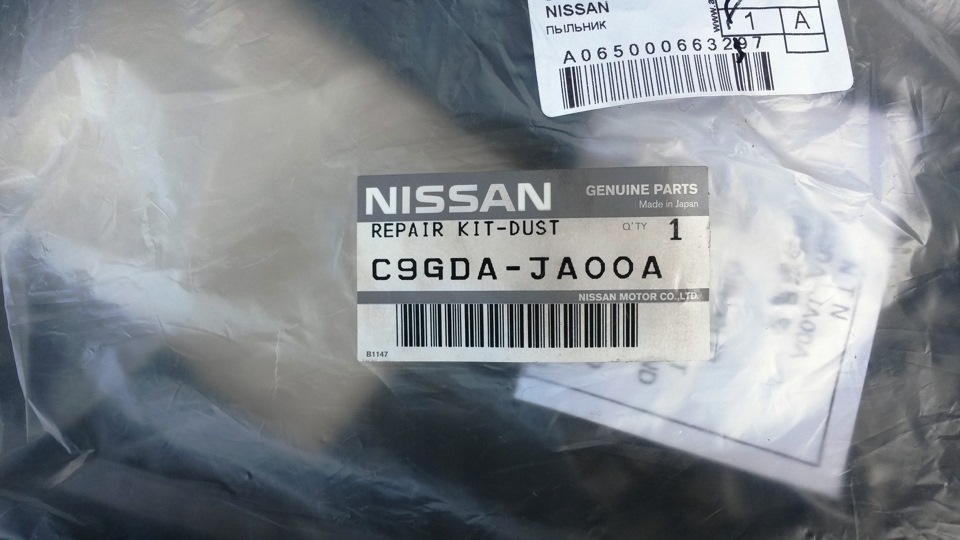 NISSAN
ПЫЛЬНИК
1 A
A065000663297
NISSAN GENUINE PARTS
Made in Japan
REPAIR KIT-DUST Q'TY 1
C9GDA-JA00A
NISSAN MOTOR CO.,LTD.
B1147